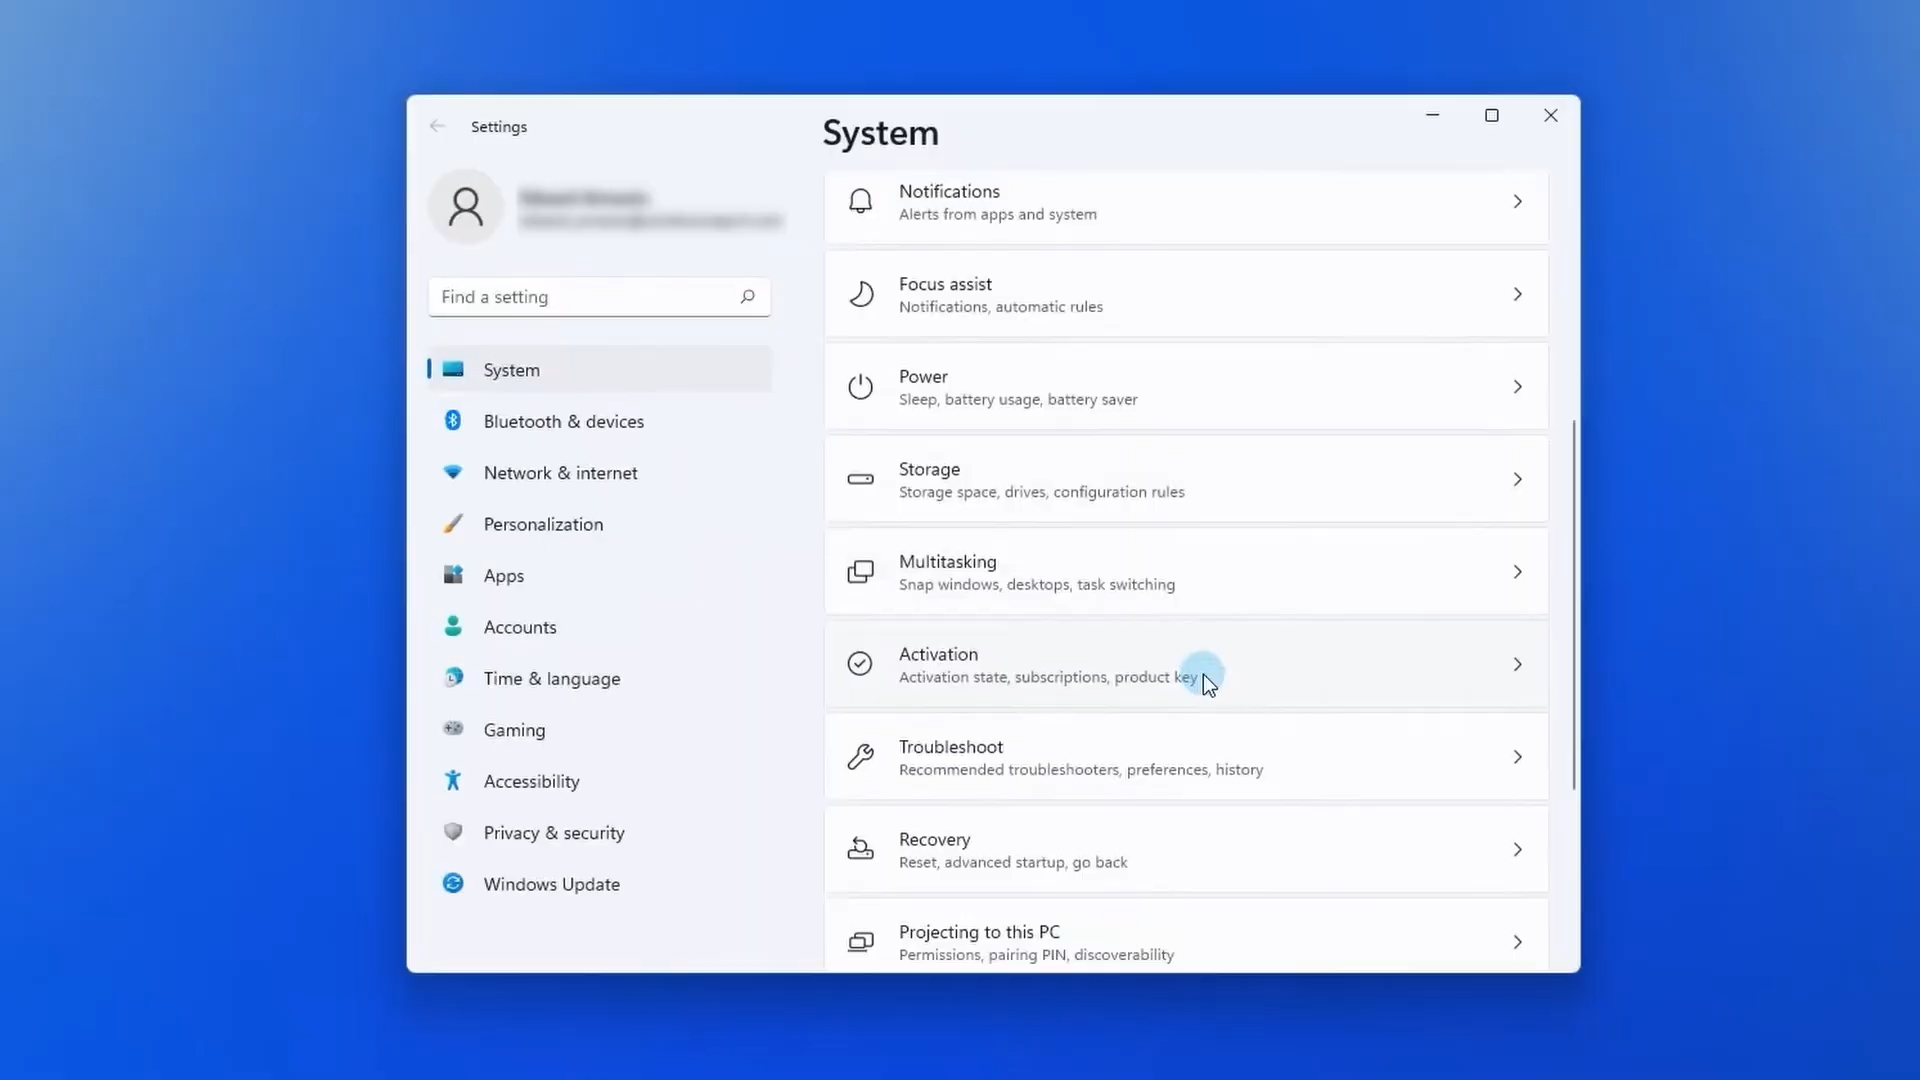 Settings
Find a setting
System
Bluetooth & devices
Network & internet
Personalization
Apps
Accounts
Time & language
Gaming
Accessibility
Privacy & security
Windows Update
System
Notifications
Alerts from apps and system
Focus assist
Notifications, automatic rules
Power
Sleep, battery usage, battery saver
Storage
Storage space, drives, configuration rules
Multitasking
Snap windows, desktops, task switching
Activation
Activation state, subscriptions, product key
Troubleshoot
Recommended troubleshooters, preferences, history
Recovery
Reset, advanced startup, go back
Projecting to this PC
Permissions, pairing PIN, discoverability